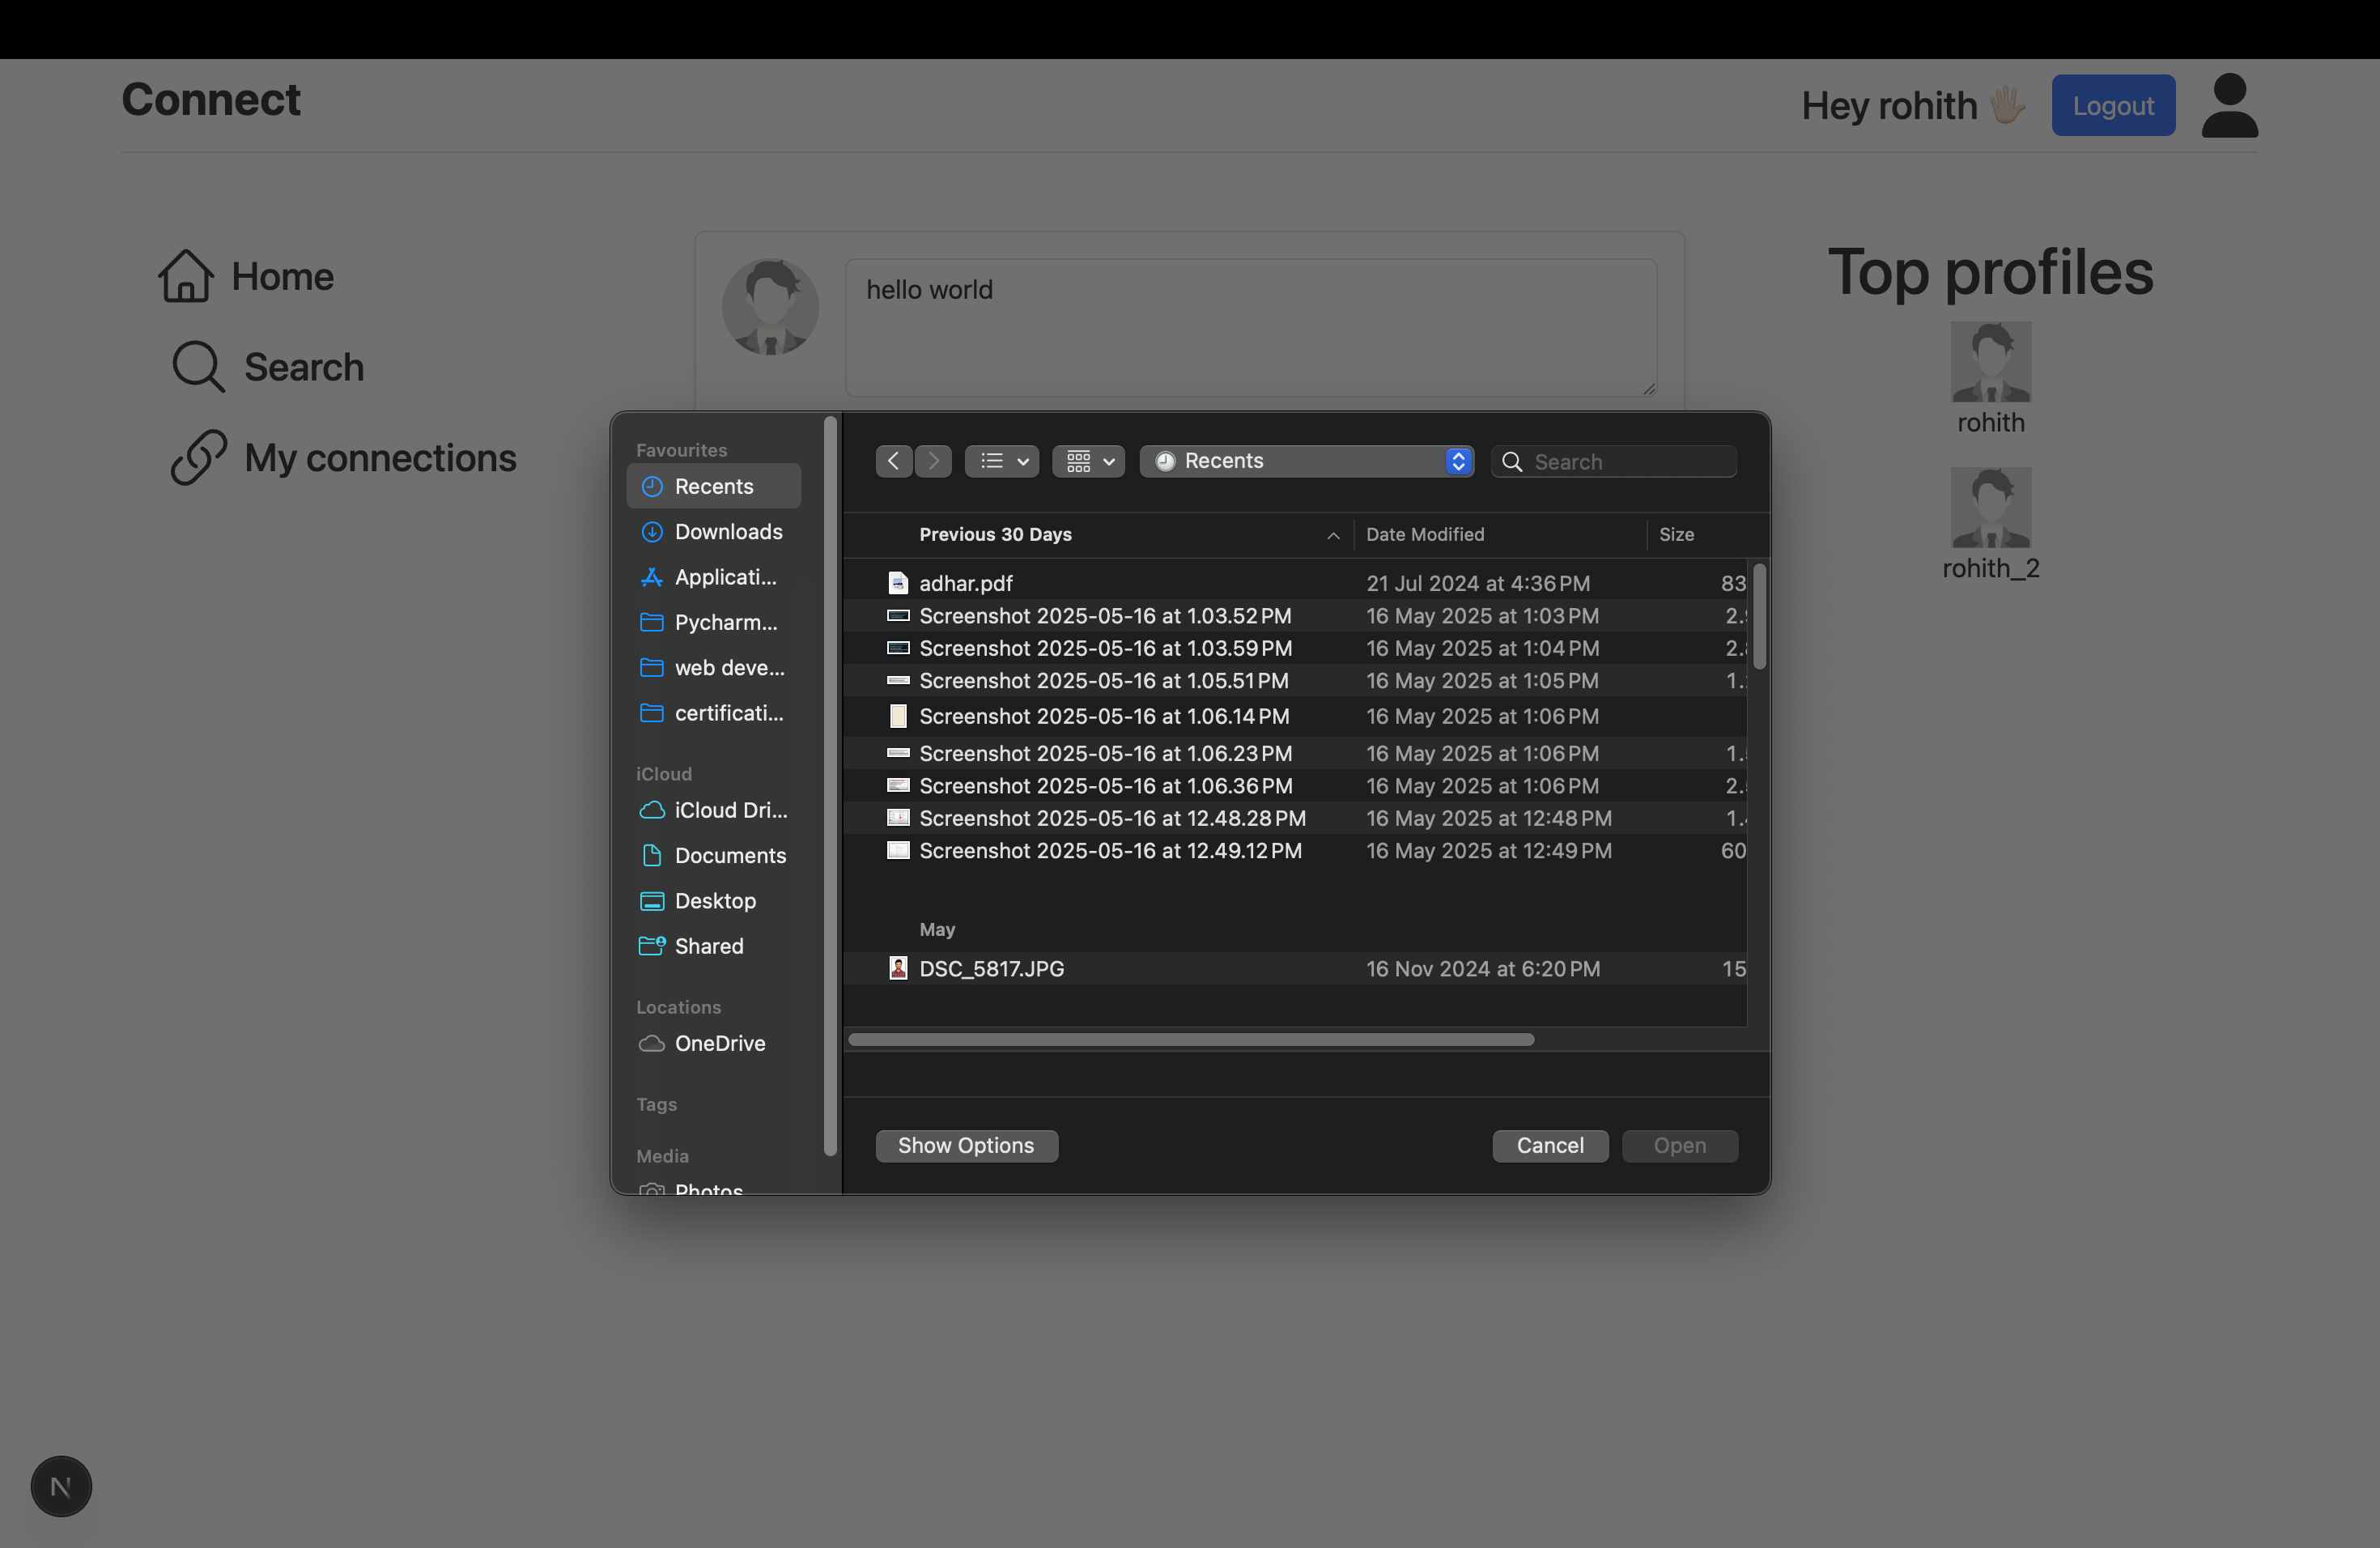 Connect
Hey rohith 🖐🏻
Logout
Home
Search
My connections
hello world
Top profiles
rohith
rohith_2
Favourites
Recents
Downloads
Applicati...
Pycharm...
web deve...
certificati...
iCloud
iCloud Dri...
Documents
Desktop
Shared
Locations
OneDrive
Tags
Media
Photos
Recents
Search
Previous 30 Days Date Modified Size
adhar.pdf 21 Jul 2024 at 4:36 PM 83
Screenshot 2025-05-16 at 1.03.52 PM 16 May 2025 at 1:03 PM 2.
Screenshot 2025-05-16 at 1.03.59 PM 16 May 2025 at 1:04 PM 2.
Screenshot 2025-05-16 at 1.05.51 PM 16 May 2025 at 1:05 PM 1.
Screenshot 2025-05-16 at 1.06.14 PM 16 May 2025 at 1:06 PM
Screenshot 2025-05-16 at 1.06.23 PM 16 May 2025 at 1:06 PM 1.
Screenshot 2025-05-16 at 1.06.36 PM 16 May 2025 at 1:06 PM 2.
Screenshot 2025-05-16 at 12.48.28 PM 16 May 2025 at 12:48 PM 1.
Screenshot 2025-05-16 at 12.49.12 PM 16 May 2025 at 12:49 PM 60
May
DSC_5817.JPG 16 Nov 2024 at 6:20 PM 15
Show Options
Cancel
Open
N